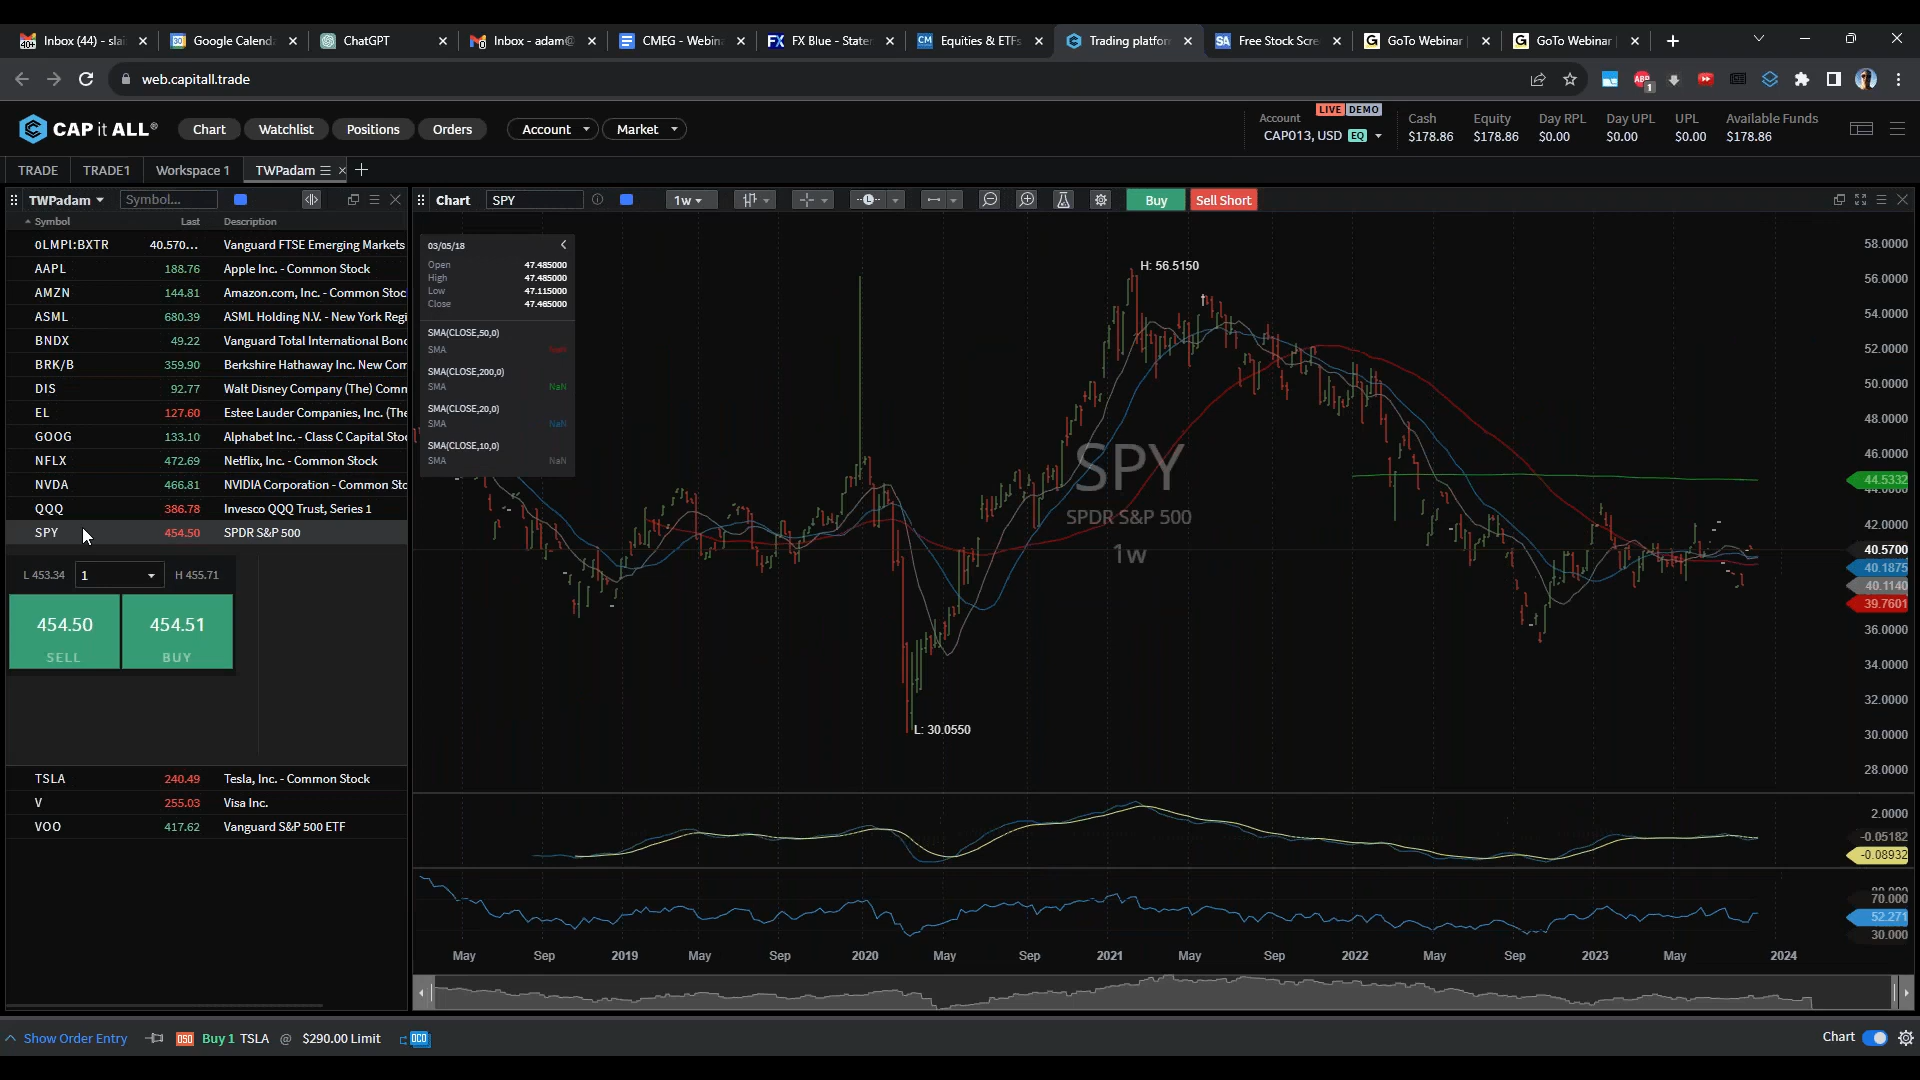 Inbox (44) - slai
Google Calend
ChatGPT
Inbox - adam@
CMEG - Webin
FX Blue - State
Equities & ETFs
Trading platfor
Free Stock Scre
GoTo Webinar
GoTo Webinar
web.capitall.trade
CAP it ALL
Chart Watchlist Positions Orders Account Market
LIVE DEMO
Account Cash Equity Day RPL Day UPL UPL Available Funds
CAP013, USD EQ $178.86 $178.86 $0.00 $0.00 $0.00 $178.86
TRADE TRADE1 Workspace 1 TWPadam
TWPadam Symbol...
Symbol Last Description
oLMPl:BXTR 40.570... Vanguard FTSE Emerging Markets
AAPL 188.76 Apple Inc. - Common Stock
AMZN 144.81 Amazon.com, Inc. - Common Stoc
ASML 680.39 ASML Holding N.V. - New York Regi
BNDX 49.22 Vanguard Total International Bond
BRK/B 359.90 Berkshire Hathaway Inc. New Com
DIS 92.77 Walt Disney Company (The) Comm
EL 127.60 Estee Lauder Companies, Inc. (The
GOOG 133.10 Alphabet Inc. - Class C Capital Stoc
NFLX 472.69 Netflix, Inc. - Common Stock
NVDA 466.81 NVIDIA Corporation - Common Stc
QQQ 386.78 Invesco QQQ Trust, Series 1
SPY 454.50 SPDR S&P 500
L 453.34 1 H 455.71
454.50 454.51
SELL BUY
TSLA 240.49 Tesla, Inc. - Common Stock
V 255.03 Visa Inc.
VOO 417.62 Vanguard S&P 500 ETF
Chart SPY 1w Buy Sell Short
03/05/18
Open 47.485000
High 47.485000
Low 47.115000
Close 47.465000
SMA(CLOSE,50,0)
SMA NaN
SMA(CLOSE,200,0)
SMA NaN
SMA(CLOSE,20,0)
SMA NaN
SMA(CLOSE,10,0)
SMA NaN
H: 56.5150
SPY
SPDR S&P 500
1w
L: 30.0550
58.0000
56.0000
54.0000
52.0000
50.0000
48.0000
46.0000
44.5332
44.0000
42.0000
40.5700
40.1875
40.1140
39.7601
36.0000
34.0000
32.0000
30.0000
28.0000
2.0000
-0.05182
-0.08932
70.000
52.271
30.000
May Sep 2019 May Sep 2020 May Sep 2021 May Sep 2022 May Sep 2023 May 2024
Show Order Entry OSO Buy 1 TSLA @ $290.00 Limit OCO
Chart